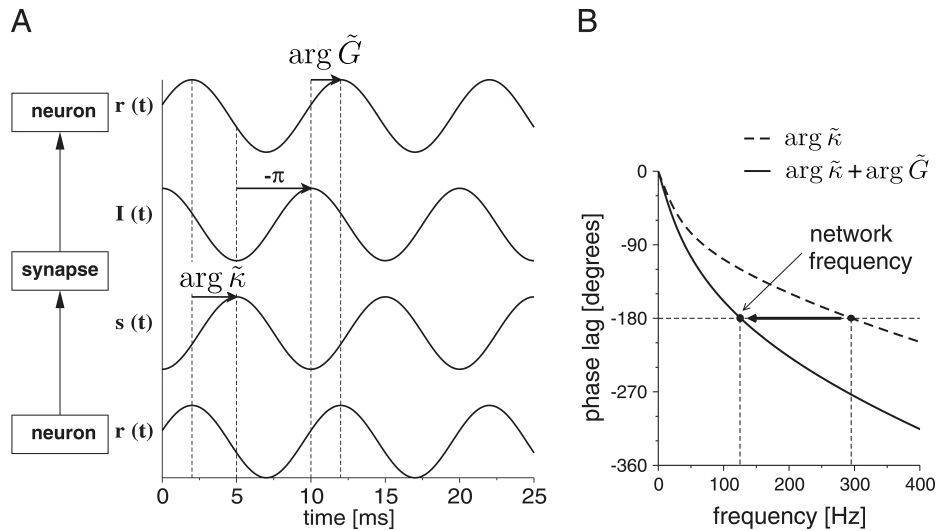 A
neuron
synapse
neuron
r (t)
I (t)
s (t)
r (t)
arg G̃
-π
arg κ̃
0 5 10 15 20 25
time [ms]
B
arg κ̃
arg κ̃ + arg G̃
network
frequency
phase lag [degrees]
0
-90
-180
-270
-360
0 100 200 300 400
frequency [Hz]